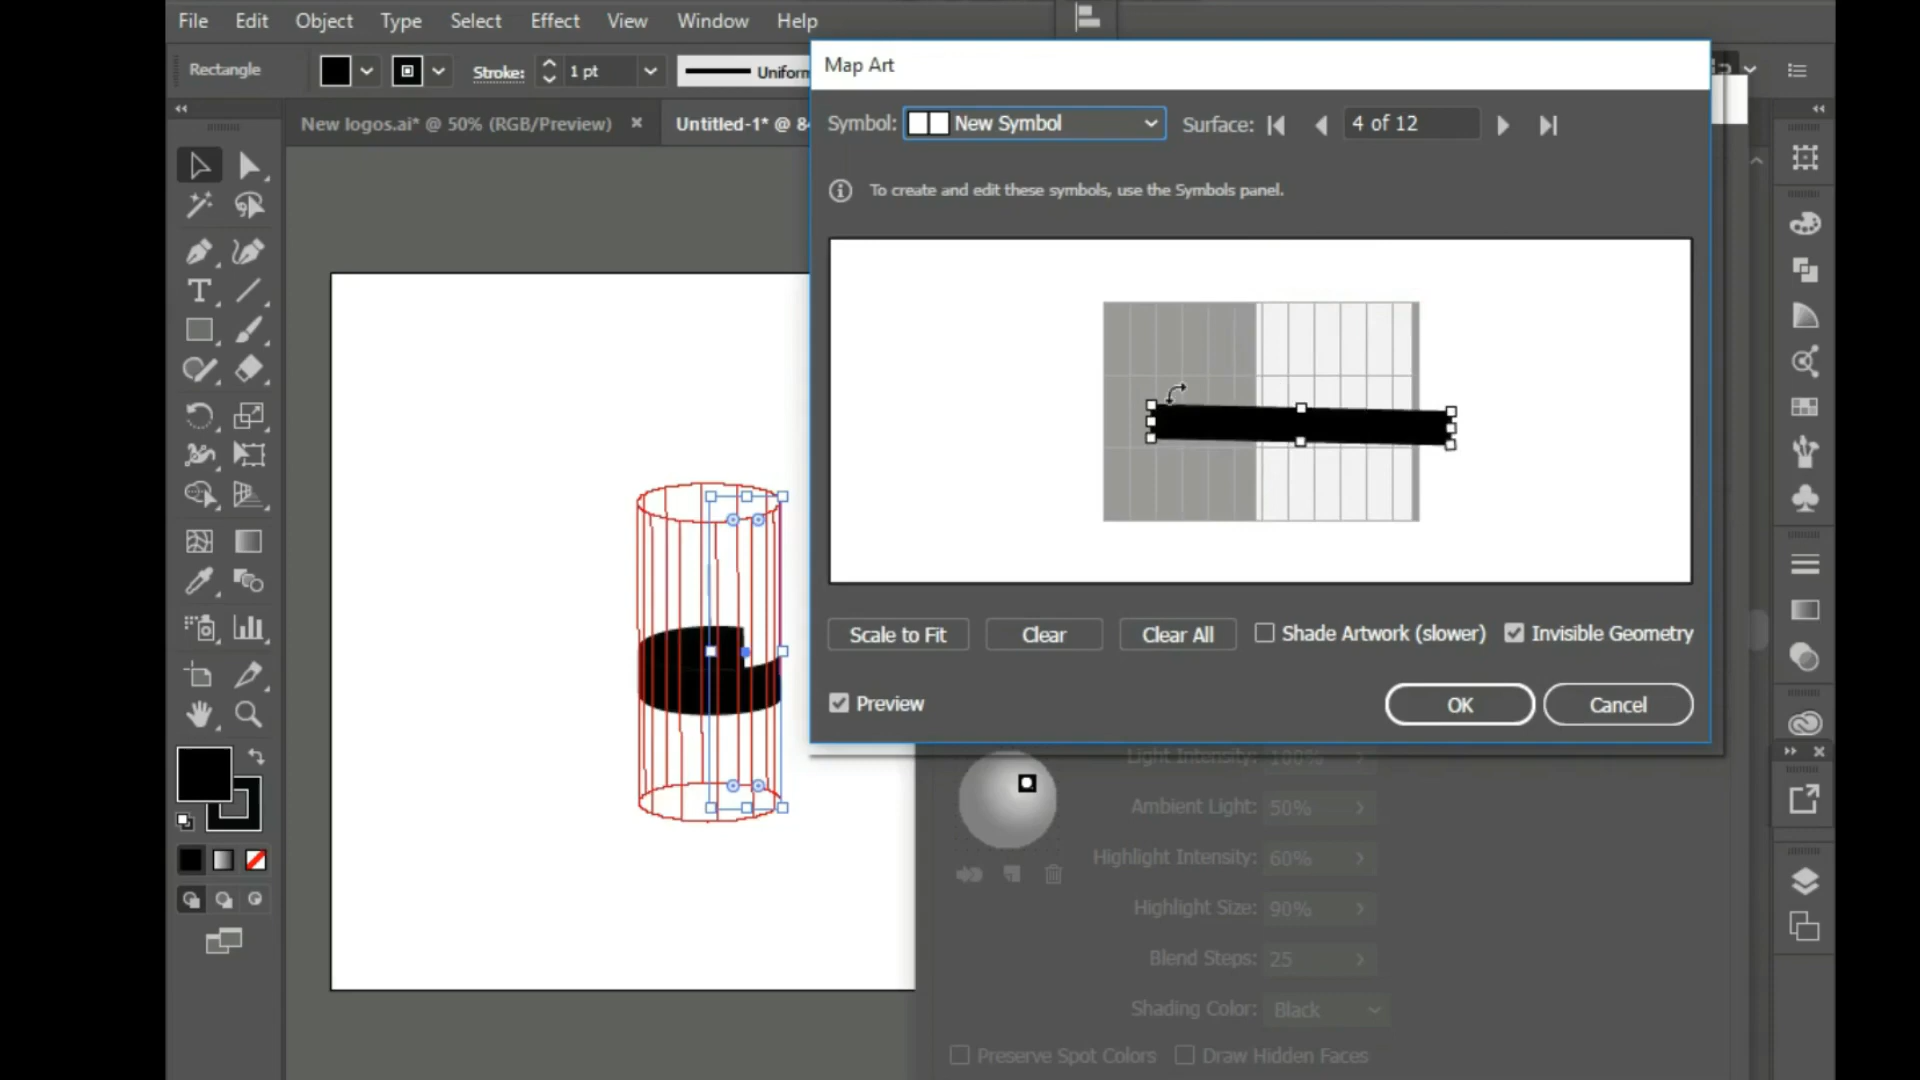 File Edit Object Type Select Effect View Window Help
Rectangle Stroke: 1 pt Uniform
Map Art
New logos.ai* @ 50% (RGB/Preview) × Untitled-1* @ 84
Symbol: New Symbol Surface: 4 of 12
To create and edit these symbols, use the Symbols panel.
Scale to Fit Clear Clear All Shade Artwork (slower) Invisible Geometry
Preview OK Cancel
Light Intensity: 100%
Ambient Light: 50%
Highlight Intensity: 60%
Highlight Size: 90%
Blend Steps: 25
Shading Color: Black
Preserve Spot Colors Draw Hidden Faces